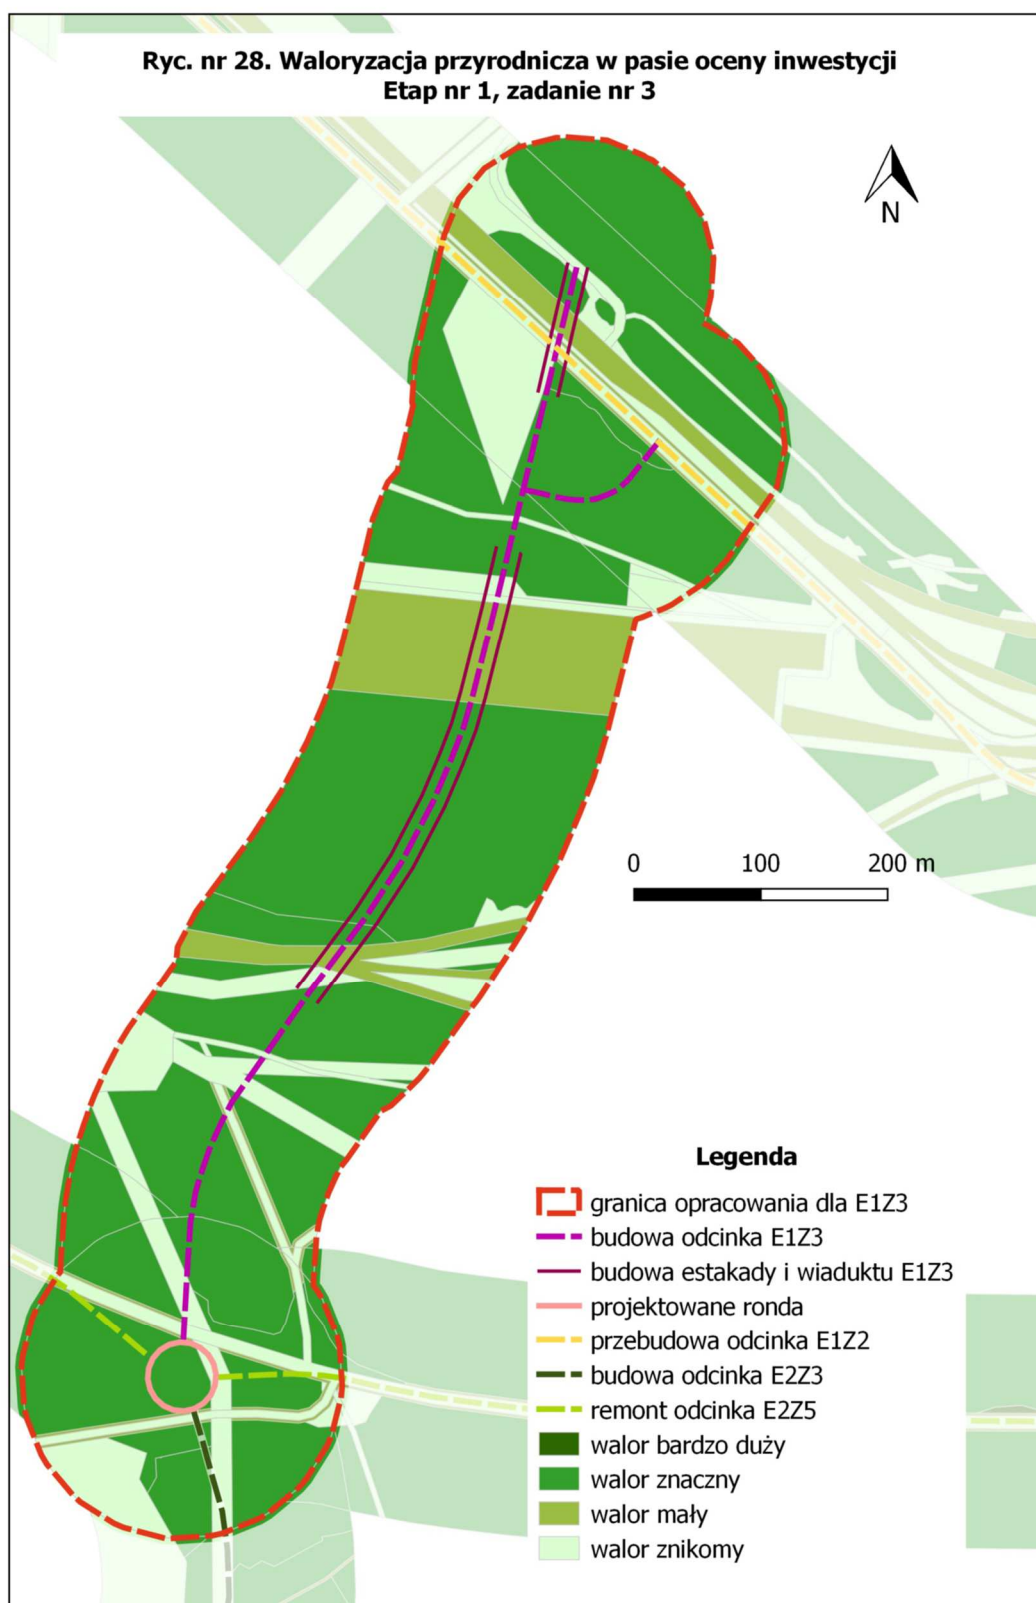 Ryc. nr 28. Waloryzacja przyrodnicza w pasie oceny inwestycji
Etap nr 1, zadanie nr 3
N
0 100 200 m
Legenda
granica opracowania dla E1Z3
budowa odcinka E1Z3
budowa estakady i wiaduktu E1Z3
projektowane ronda
przebudowa odcinka E1Z2
budowa odcinka E2Z3
remont odcinka E2Z5
walor bardzo duży
walor znaczny
walor mały
walor znikomy